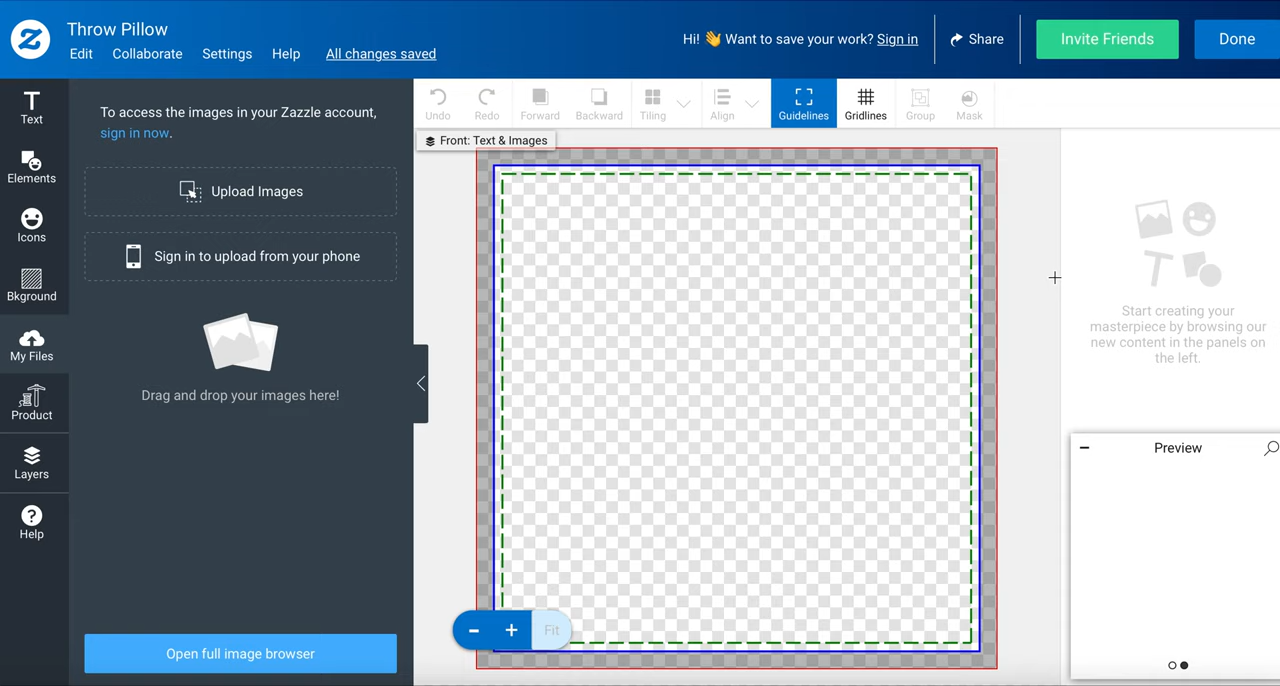 Throw Pillow
Edit Collaborate Settings Help All changes saved
Hi! 👋 Want to save your work? Sign in
Share
Invite Friends
Done
Text
Elements
Icons
Bkground
My Files
Product
Layers
Help
To access the images in your Zazzle account,
sign in now.
Upload Images
Sign in to upload from your phone
Drag and drop your images here!
Open full image browser
Undo Redo Forward Backward Tiling Align Guidelines Gridlines Group Mask
Front: Text & Images
Fit
Start creating your
masterpiece by browsing our
new content in the panels on
the left.
Preview